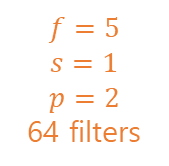 f = 5
s = 1
p = 2
64 filters